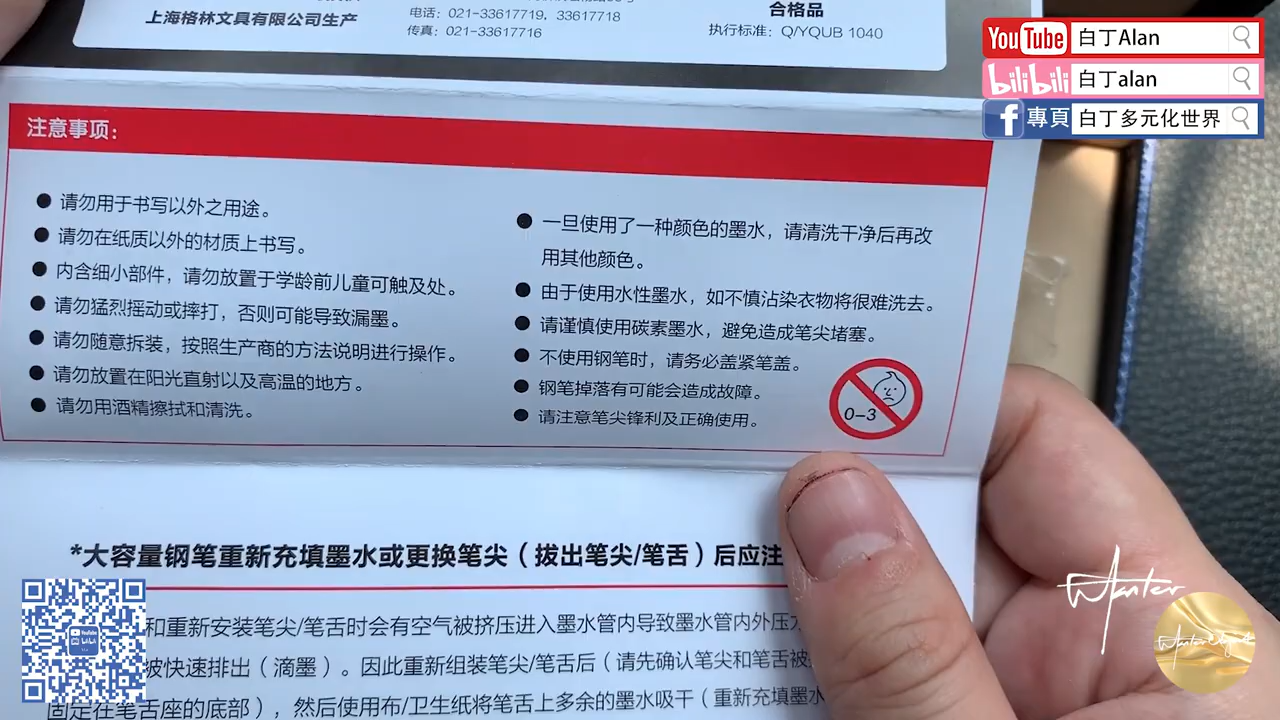 上海格林文具有限公司生产
电话：021-33617719，33617718
传真：021-33617716
合格品
执行标准：Q/YQUB 1040
YouTube 白丁Alan
bilibili 白丁alan
f 專頁 白丁多元化世界
注意事项：
请勿用于书写以外之用途。
请勿在纸质以外的材质上书写。
内含细小部件，请勿放置于学龄前儿童可触及处。
请勿猛烈摇动或摔打，否则可能导致漏墨。
请勿随意拆装，按照生产商的方法说明进行操作。
请勿放置在阳光直射以及高温的地方。
请勿用酒精擦拭和清洗。
一旦使用了一种颜色的墨水，请清洗干净后再改
用其他颜色。
由于使用水性墨水，如不慎沾染衣物将很难洗去。
请谨慎使用碳素墨水，避免造成笔尖堵塞。
不使用钢笔时，请务必盖紧笔盖。
钢笔掉落有可能会造成故障。
请注意笔尖锋利及正确使用。
0-3
*大容量钢笔重新充填墨水或更换笔尖（拔出笔尖/笔舌）后应注
和重新安装笔尖/笔舌时会有空气被挤压进入墨水管内导致墨水管内外压
被快速排出（滴墨）。因此重新组装笔尖/笔舌后（请先确认笔尖和笔舌被
固定在笔舌座的底部），然后使用布/卫生纸将笔舌上多余的墨水吸干（重新充填墨水